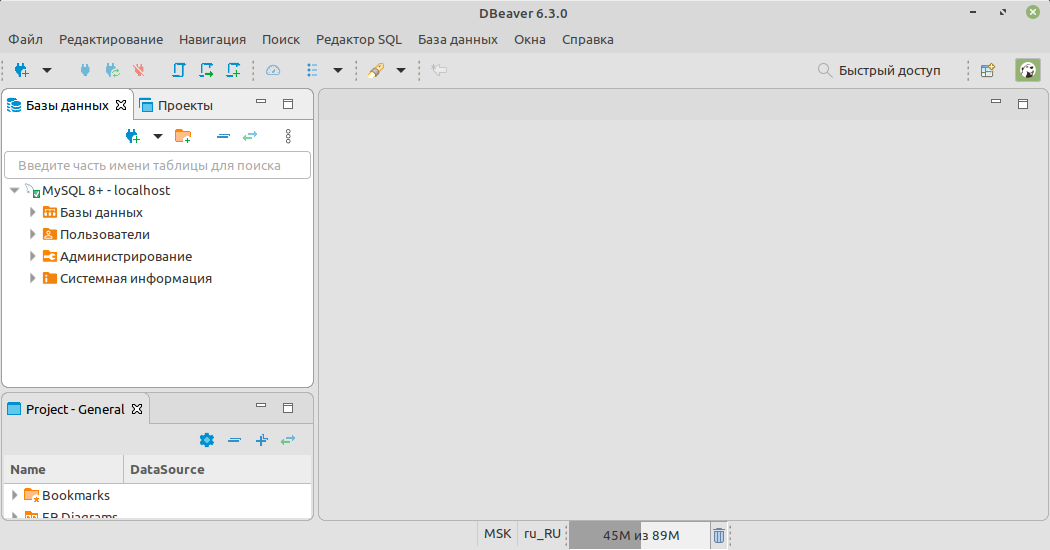 DBeaver 6.3.0
Файл Редактирование Навигация Поиск Редактор SQL База данных Окна Справка
Быстрый доступ
Базы данных Проекты
Введите часть имени таблицы для поиска
MySQL 8+ - localhost
Базы данных
Пользователи
Администрирование
Системная информация
Project - General
Name DataSource
Bookmarks
ER Diagrams
MSK ru_RU 45M из 89M